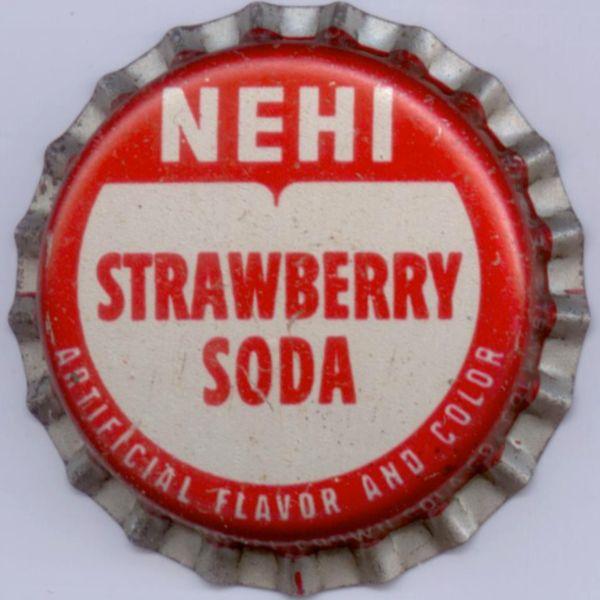 NEHI
STRAWBERRY
SODA
ARTIFICIAL FLAVOR AND COLOR